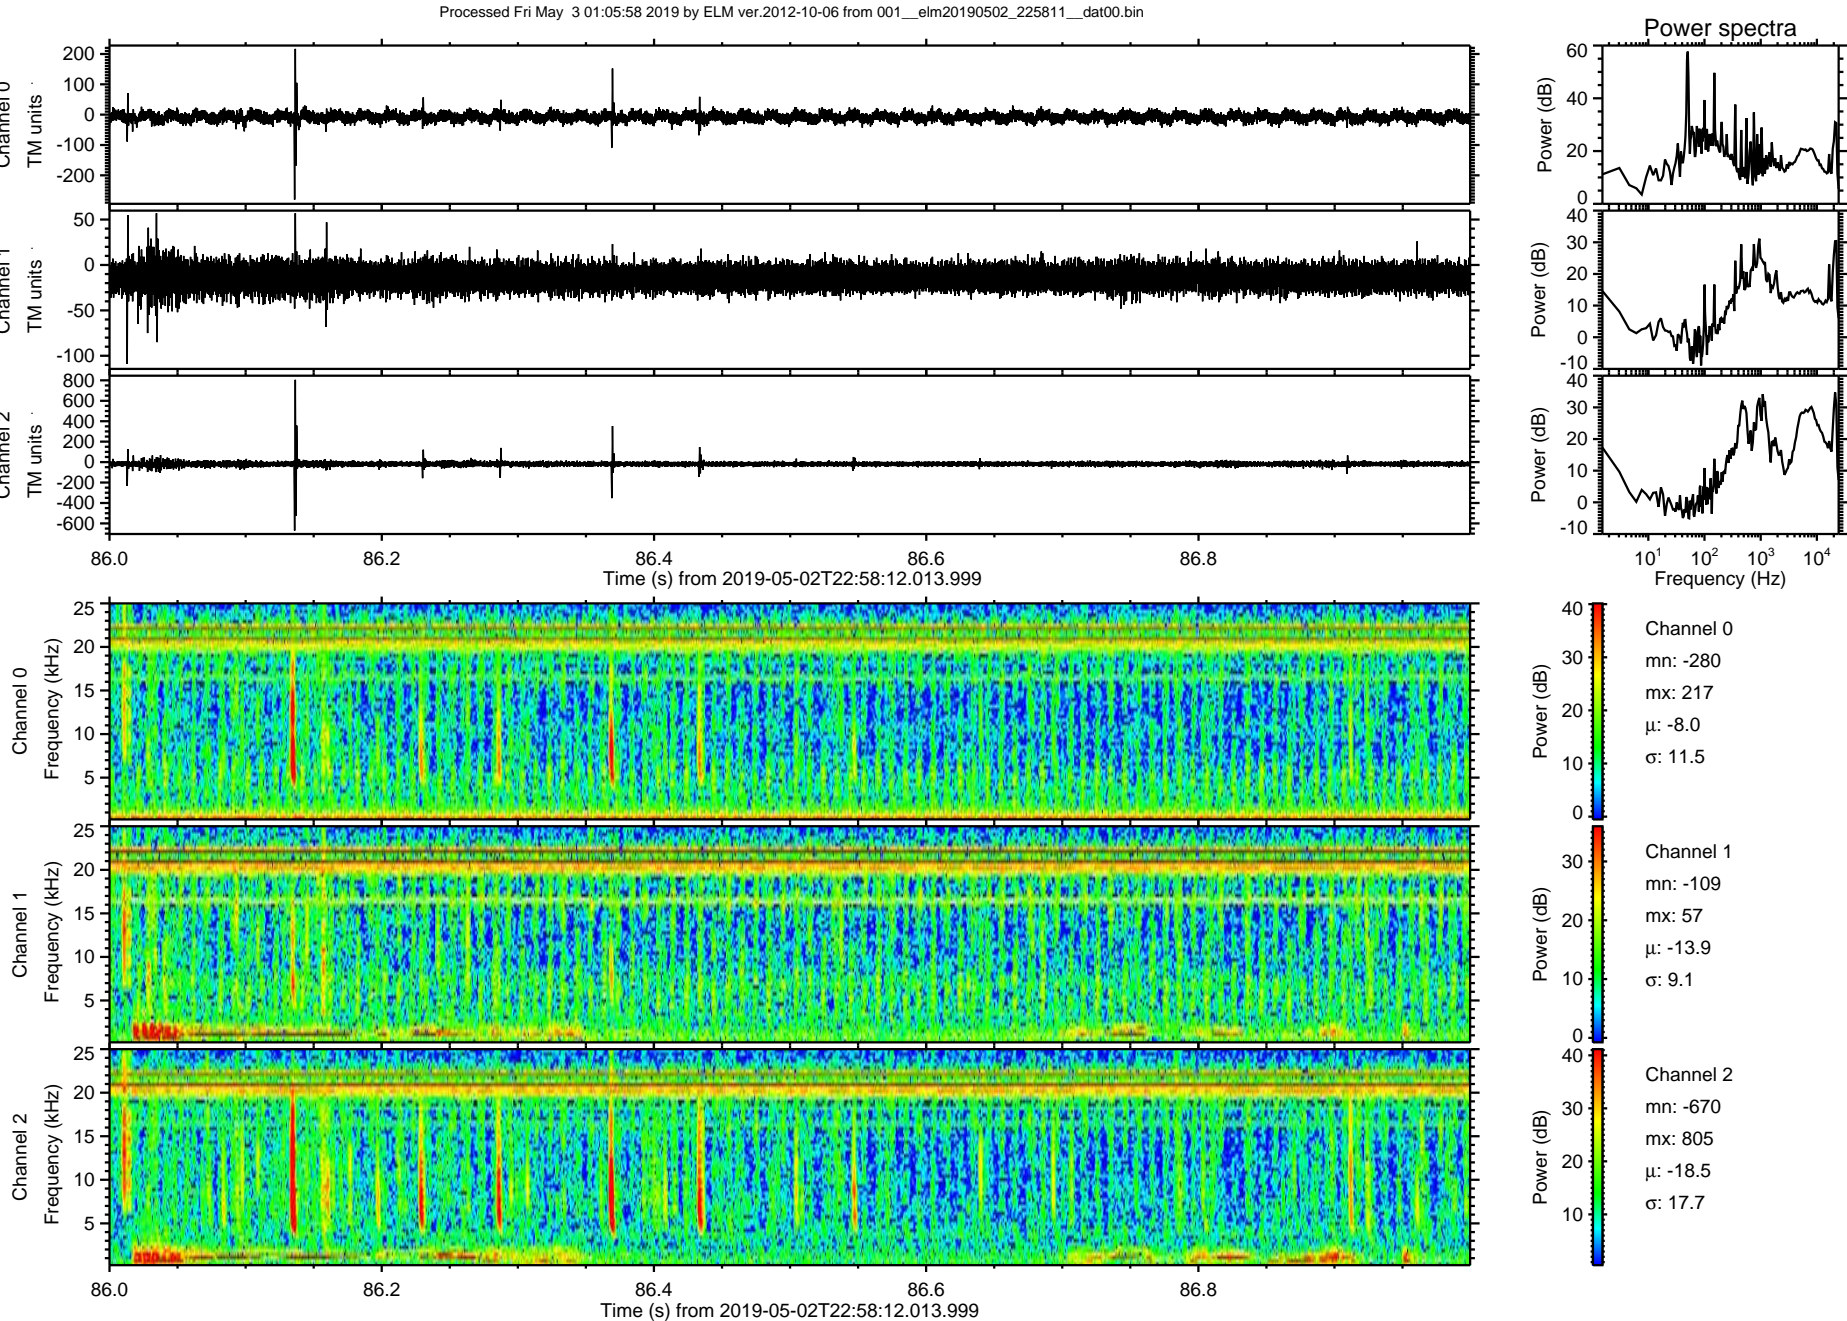 Processed Fri May  3 01:05:58 2019 by ELM ver.2012-10-06 from 001__elm20190502_225811__dat00.bin
Power spectra
Channel 0
TM units
200
100
0
-100
-200
Power (dB)
60
40
20
0
Channel 1
TM units
50
0
-50
-100
Power (dB)
40
30
20
10
0
-10
Channel 2
TM units
800
600
400
200
0
-200
-400
-600
Power (dB)
40
30
20
10
0
-10
86.0 86.2 86.4 86.6 86.8
Time (s) from 2019-05-02T22:58:12.013.999
10¹ 10² 10³ 10⁴
Frequency (Hz)
Channel 0
Frequency (kHz)
25
20
15
10
5
Power (dB)
40
30
20
10
0
Channel 0
mn: -280
mx: 217
μ: -8.0
σ: 11.5
Channel 1
Frequency (kHz)
25
20
15
10
5
Power (dB)
30
20
10
0
Channel 1
mn: -109
mx: 57
μ: -13.9
σ: 9.1
Channel 2
Frequency (kHz)
25
20
15
10
5
Power (dB)
40
30
20
10
Channel 2
mn: -670
mx: 805
μ: -18.5
σ: 17.7
86.0 86.2 86.4 86.6 86.8
Time (s) from 2019-05-02T22:58:12.013.999